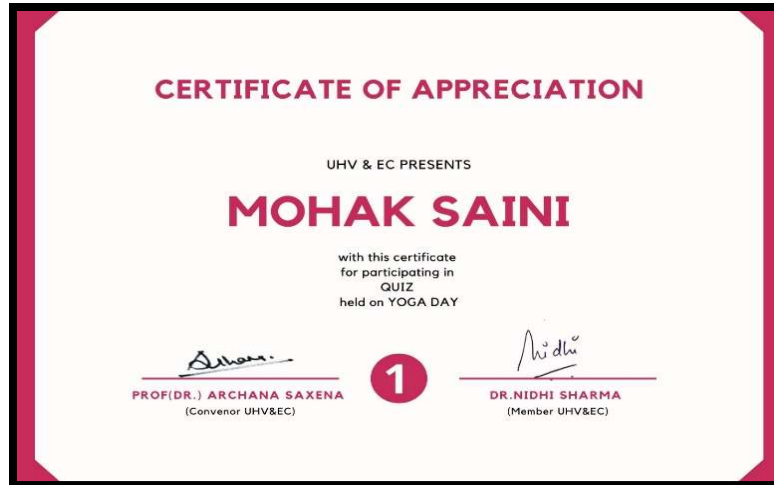 CERTIFICATE OF APPRECIATION
UHV & EC PRESENTS
MOHAK SAINI
with this certificate
for participating in
QUIZ
held on YOGA DAY
Nidhi
1
PROF(DR.) ARCHANA SAXENA
(Convenor UHV&EC)
DR.NIDHI SHARMA
(Member UHV&EC)